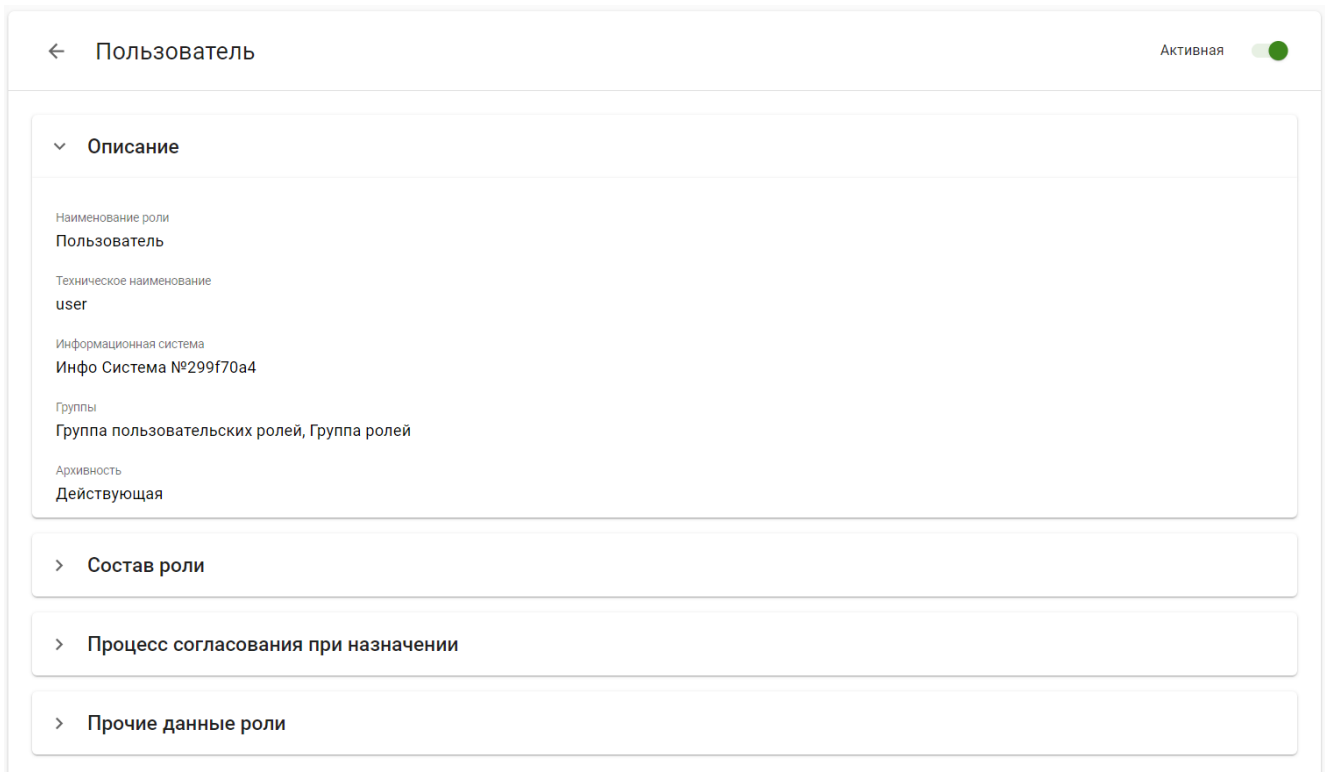 Пользователь
Активная
Описание
Наименование роли
Пользователь
Техническое наименование
user
Информационная система
Инфо Система №299f70a4
Группы
Группа пользовательских ролей, Группа ролей
Архивность
Действующая
Состав роли
Процесс согласования при назначении
Прочие данные роли